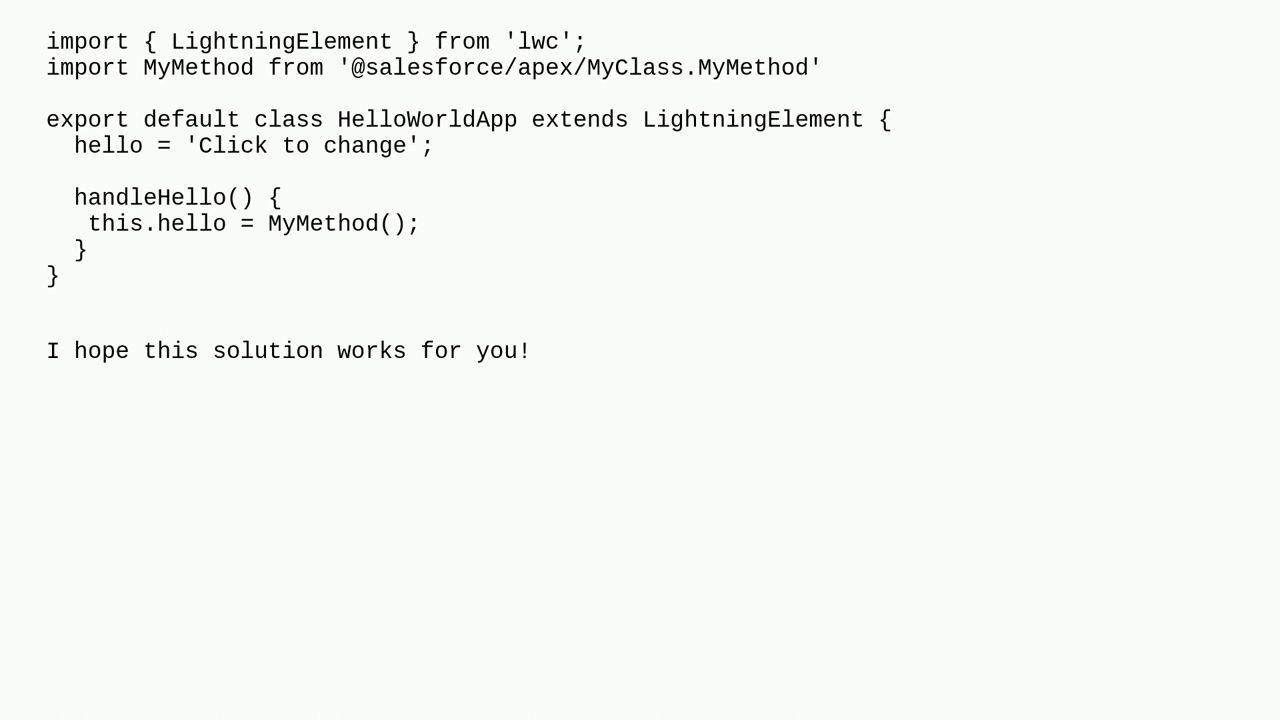 import { LightningElement } from 'lwc';
import MyMethod from '@salesforce/apex/MyClass.MyMethod'

export default class HelloWorldApp extends LightningElement {
  hello = 'Click to change';

  handleHello() {
   this.hello = MyMethod();
  }
}

I hope this solution works for you!